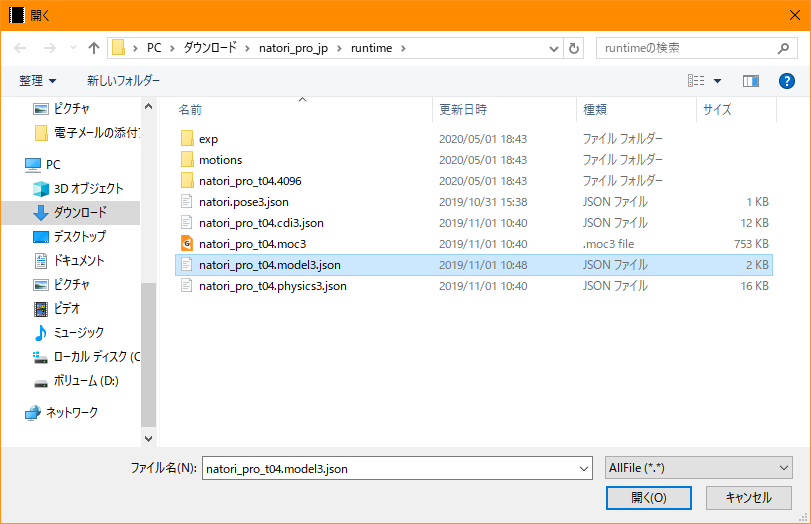 開く
PC > ダウンロード > natori_pro_jp > runtime >
runtimeの検索
整理
新しいフォルダー
ピクチャ
電子メールの添付フ
PC
3D オブジェクト
ダウンロード
デスクトップ
ドキュメント
ピクチャ
ビデオ
ミュージック
ローカル ディスク (C
ボリューム (D:)
ネットワーク
名前 更新日時 種類 サイズ
exp 2020/05/01 18:43 ファイル フォルダー
motions 2020/05/01 18:43 ファイル フォルダー
natori_pro_t04.4096 2020/05/01 18:43 ファイル フォルダー
natori.pose3.json 2019/10/31 15:38 JSON ファイル 1 KB
natori_pro_t04.cdi3.json 2019/11/01 10:40 JSON ファイル 12 KB
natori_pro_t04.moc3 2019/11/01 10:40 .moc3 file 753 KB
natori_pro_t04.model3.json 2019/11/01 10:48 JSON ファイル 2 KB
natori_pro_t04.physics3.json 2019/11/01 10:40 JSON ファイル 16 KB
ファイル名(N): natori_pro_t04.model3.json
AllFile (*.*)
開く(O)
キャンセル